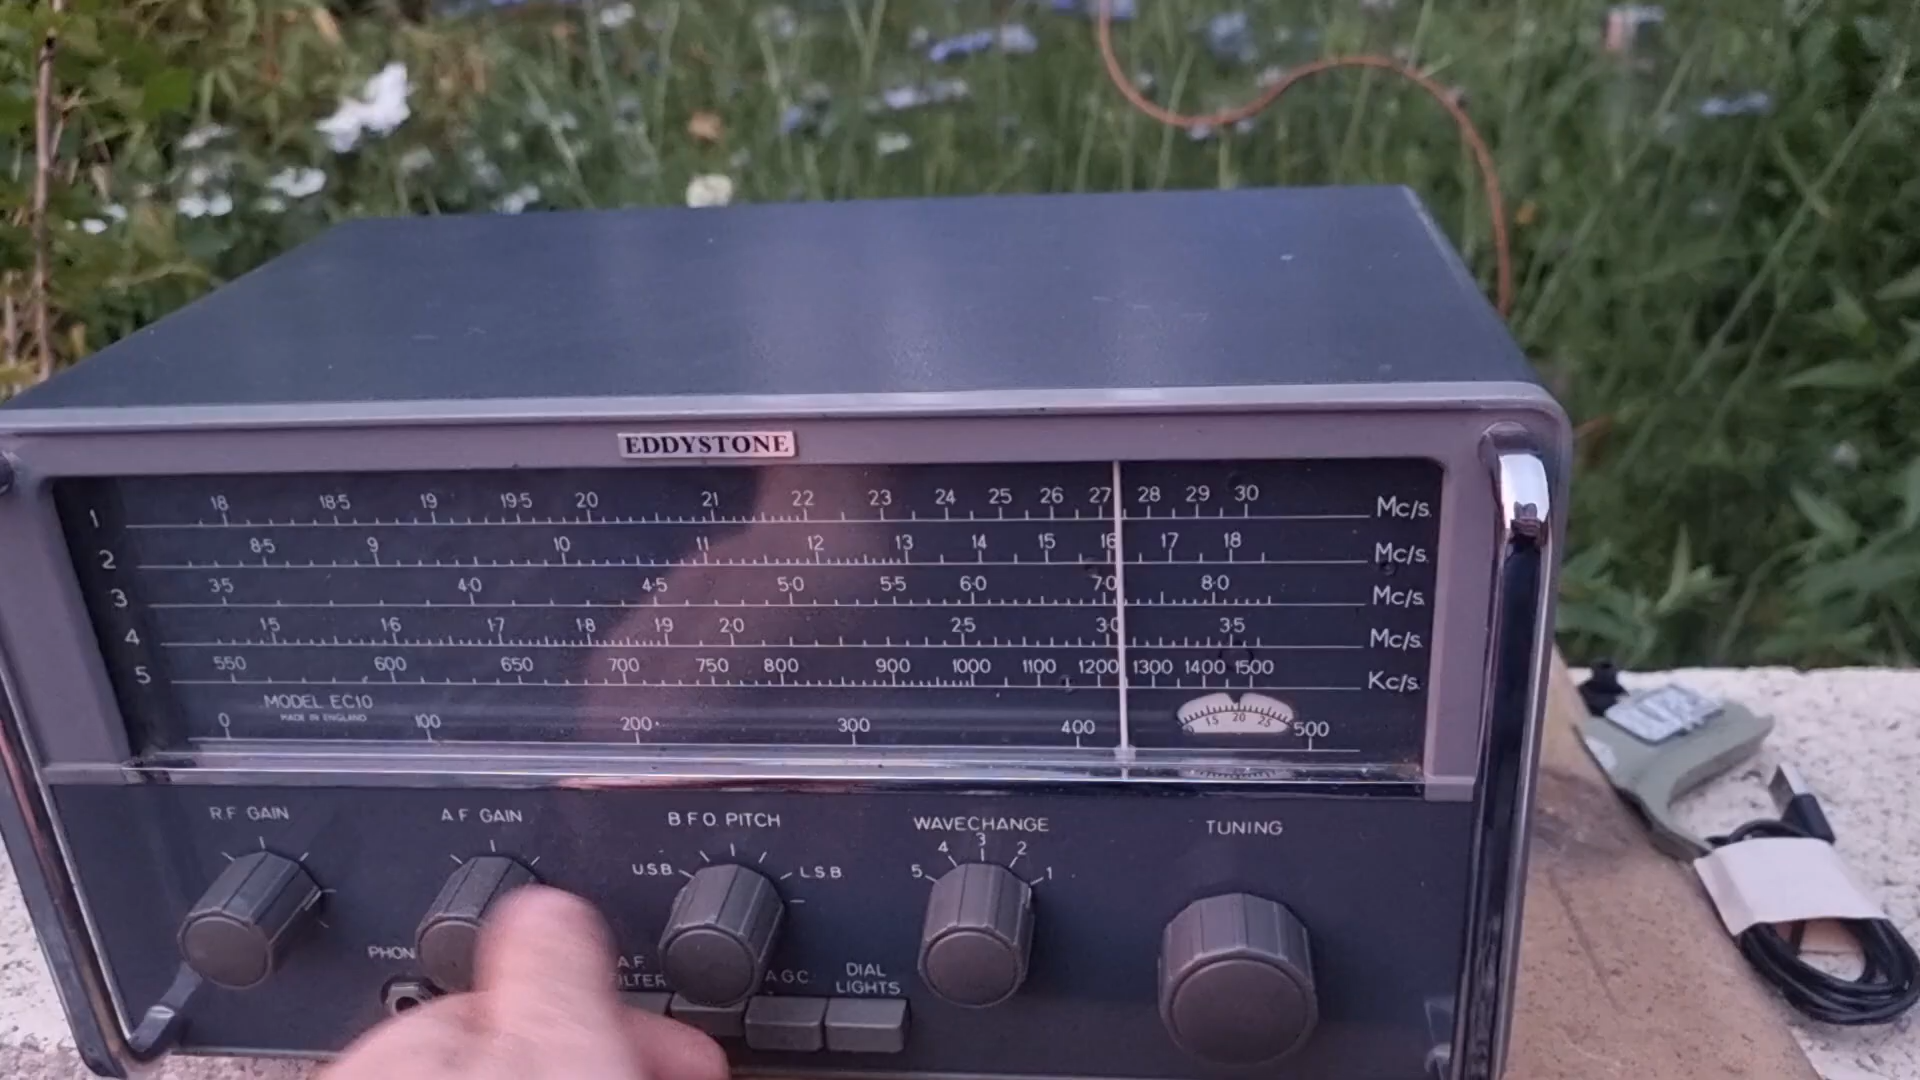 EDDYSTONE
18 18·5 19 19·5 20 21 22 23 24 25 26 27 28 29 30 Mc/s.
1
8·5 9 10 11 12 13 14 15 16 17 18 Mc/s.
2
3·5 4·0 4·5 5·0 5·5 6·0 7·0 8·0 Mc/s.
3
1·5 1·6 1·7 1·8 1·9 2·0 2·5 3·0 3·5 Mc/s.
4
550 600 650 700 750 800 900 1000 1100 1200 1300 1400 1500 Kc/s.
5
MODEL EC10
MADE IN ENGLAND
15 20 25
0 100 200 300 400 500
R.F GAIN A.F GAIN B.F.O. PITCH WAVECHANGE TUNING
U.S.B. L.S.B. 5 4 3 2 1
PHON A.F. A.G.C. DIAL
ILTER LIGHTS